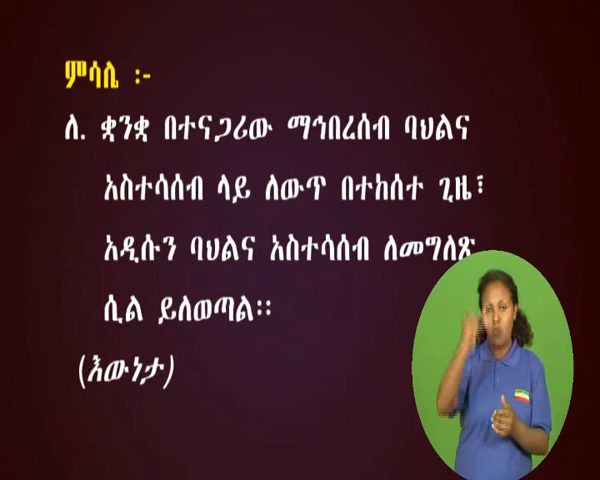 ምሳሌ ፡-
ለ. ቋንቋ በተናጋሪው ማኅበረሰብ ባህልና
አስተሳሰብ ላይ ለውጥ በተከሰተ ጊዜ፣
አዲሱን ባህልና አስተሳሰብ ለመግለጽ
ሲል ይለወጣል።
(እውነታ)